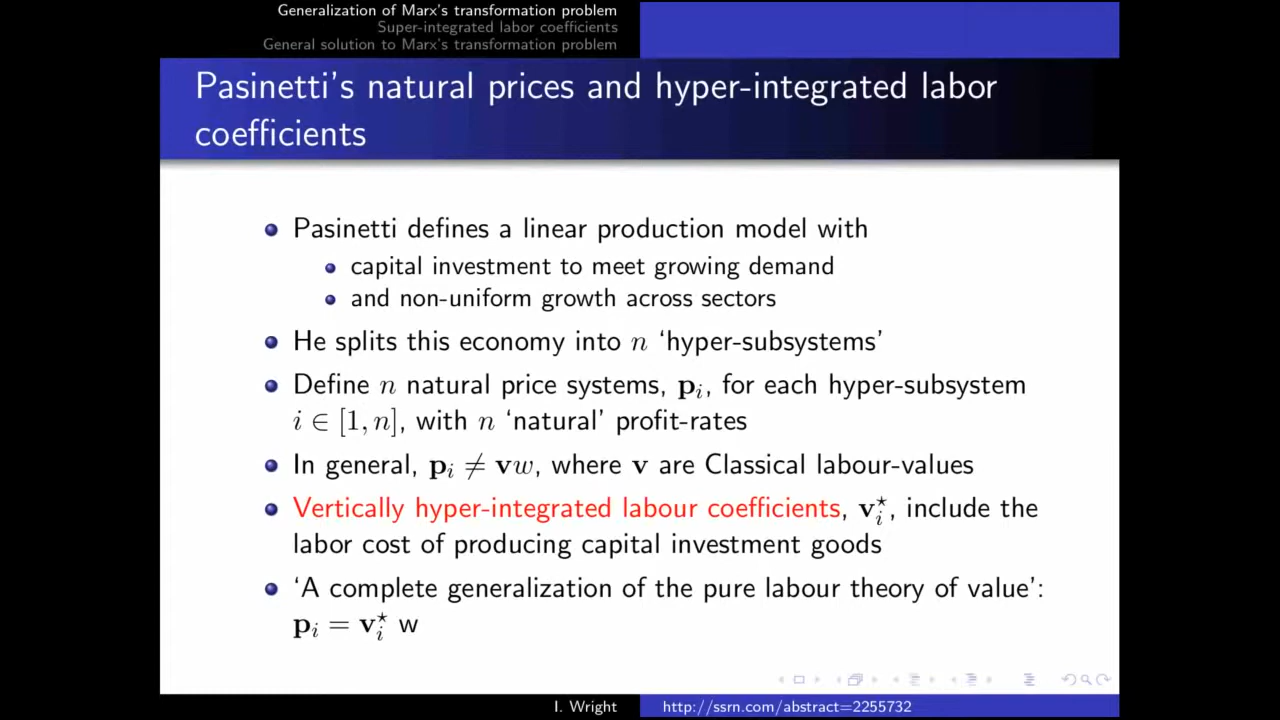 Generalization of Marx's transformation problem
Super-integrated labor coefficients
General solution to Marx's transformation problem
Pasinetti's natural prices and hyper-integrated labor
coefficients
Pasinetti defines a linear production model with
capital investment to meet growing demand
and non-uniform growth across sectors
He splits this economy into n 'hyper-subsystems'
Define n natural price systems, pᵢ, for each hyper-subsystem
i ∈ [1, n], with n 'natural' profit-rates
In general, pᵢ ≠ vw, where v are Classical labour-values
Vertically hyper-integrated labour coefficients, vᵢ⋆, include the
labor cost of producing capital investment goods
'A complete generalization of the pure labour theory of value':
pᵢ = vᵢ⋆ w
I. Wright http://ssrn.com/abstract=2255732